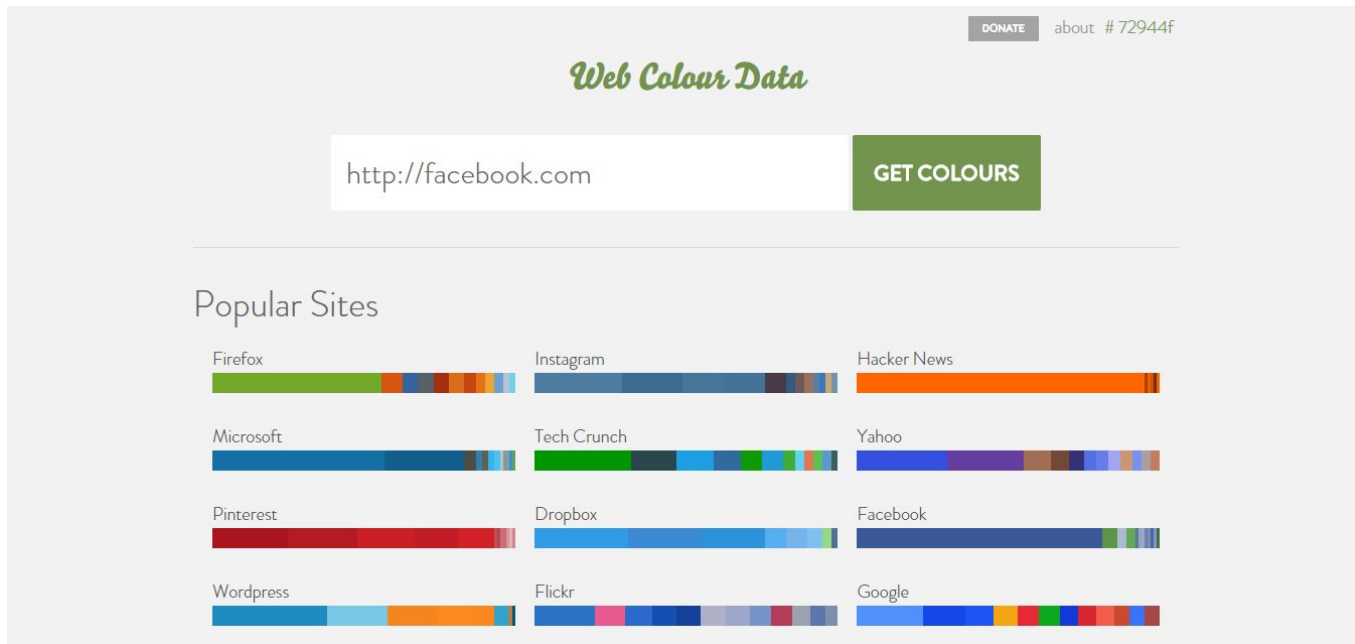 DONATE about # 72944f
Web Colour Data
http://facebook.com GET COLOURS
Popular Sites
Firefox Instagram Hacker News
Microsoft Tech Crunch Yahoo
Pinterest Dropbox Facebook
Wordpress Flickr Google